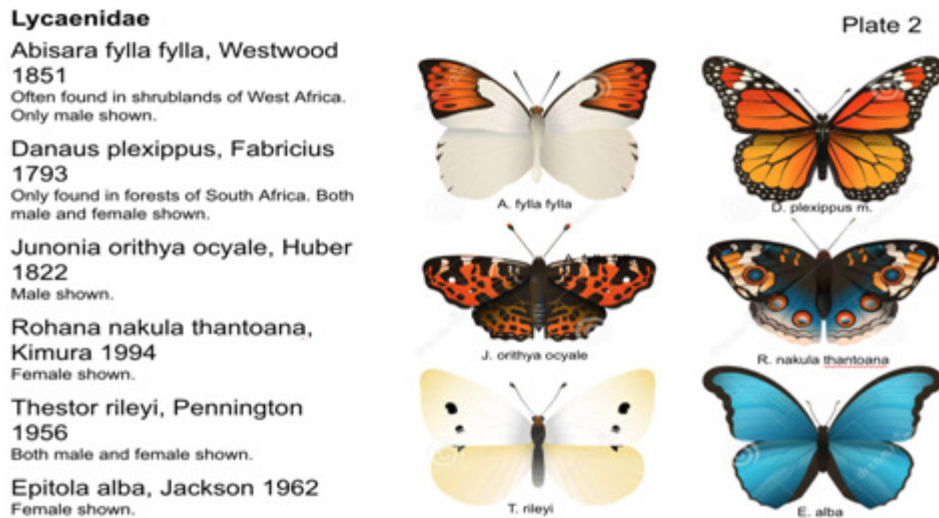 Lycaenidae
Plate 2
Abisara fylla fylla, Westwood
1851
Often found in shrublands of West Africa.
Only male shown.
Danaus plexippus, Fabricius
1793
Only found in forests of South Africa. Both
male and female shown.
Junonia orithya ocyale, Huber
1822
Male shown.
Rohana nakula thantoana,
Kimura 1994
Female shown.
Thestor rileyi, Pennington
1956
Both male and female shown.
Epitola alba, Jackson 1962
Female shown.
A. fylla fylla
D. plexippus m.
J. orithya ocyale
R. nakula thantoana
T. rileyi
E. alba